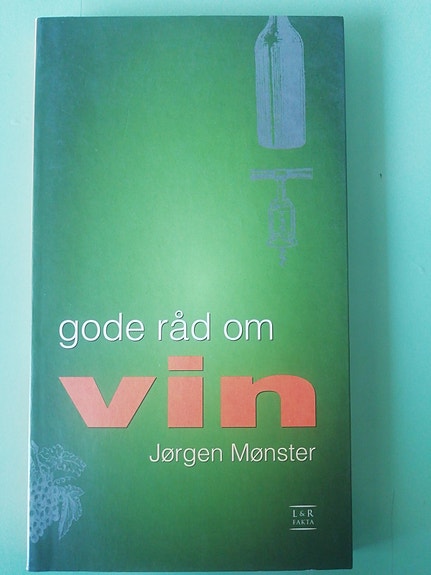 gode råd om
vin
Jørgen Mønster
L&R
FAKTA